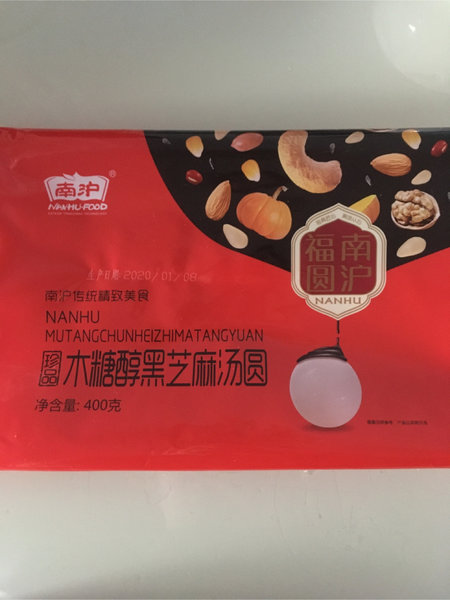 南沪
®
NANHU-FOOD
生产日期 2020/01/08
南沪传统精致美食
NANHU
MUTANGCHUNHEIZHIMATANGYUAN
珍品 木糖醇黑芝麻汤圆
净含量: 400克
南沪
福圆
NANHU